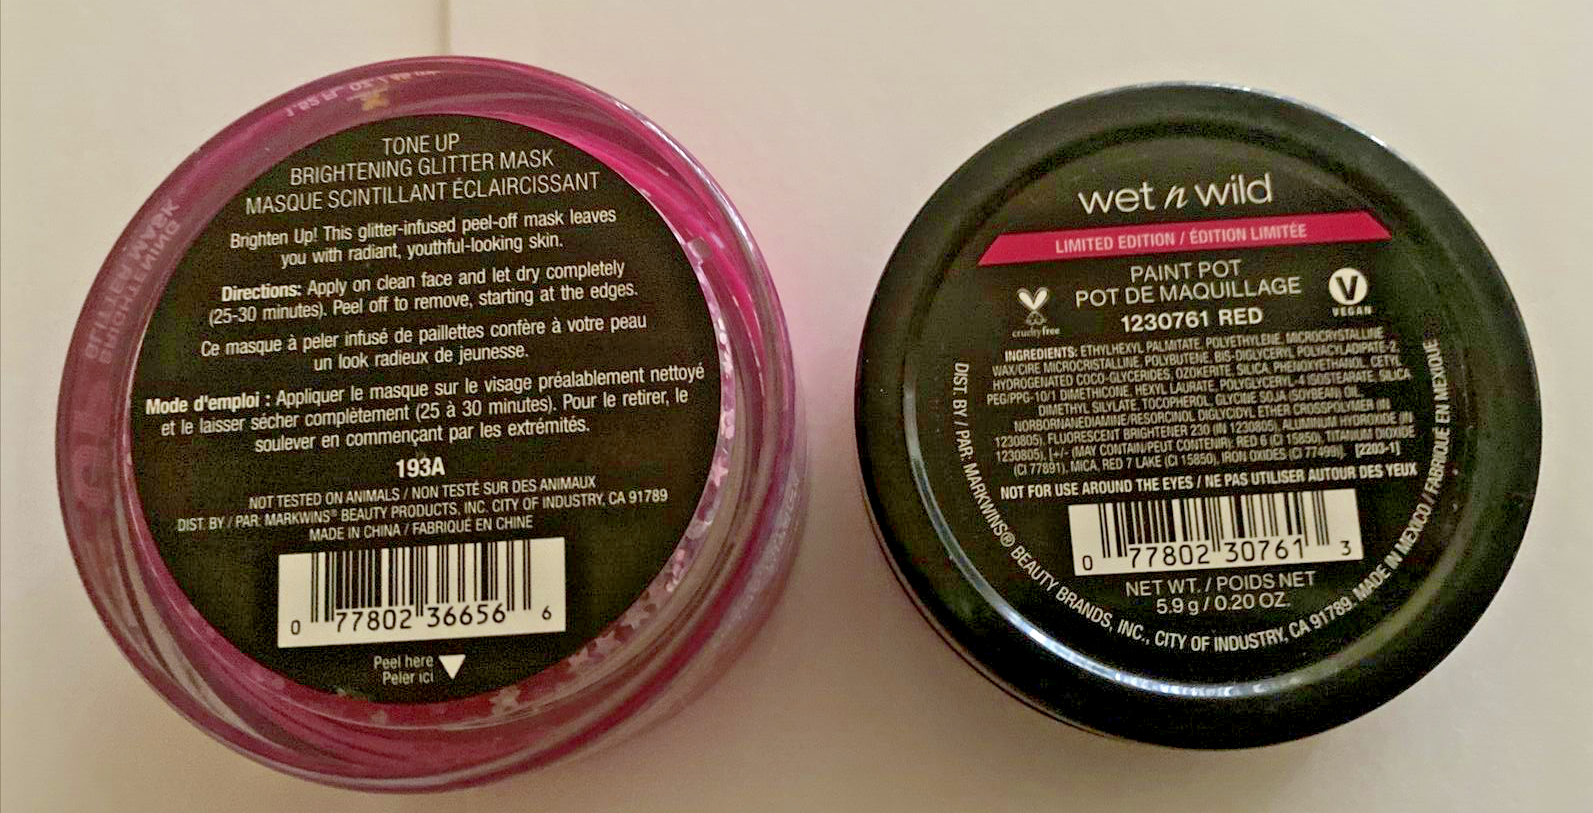 1.52 FL. OZ.
GLITTER MASK
BRIGHTENING
TONE UP
BRIGHTENING GLITTER MASK
MASQUE SCINTILLANT ÉCLAIRCISSANT
Brighten Up! This glitter-infused peel-off mask leaves
you with radiant, youthful-looking skin.
Directions: Apply on clean face and let dry completely
(25-30 minutes). Peel off to remove, starting at the edges.
Ce masque à peler infusé de paillettes confère à votre peau
un look radieux de jeunesse.
Mode d'emploi : Appliquer le masque sur le visage préalablement nettoyé
et le laisser sécher complètement (25 à 30 minutes). Pour le retirer, le
soulever en commençant par les extrémités.
193A
NOT TESTED ON ANIMALS / NON TESTÉ SUR DES ANIMAUX
DIST. BY / PAR: MARKWINS® BEAUTY PRODUCTS, INC. CITY OF INDUSTRY, CA 91789
MADE IN CHINA / FABRIQUÉ EN CHINE
0 77802 36656 6
Peel here
Peler ici
wet n wild
LIMITED EDITION / ÉDITION LIMITÉE
PAINT POT
POT DE MAQUILLAGE
1230761 RED
cruelty free
VEGAN
INGREDIENTS: ETHYLHEXYL PALMITATE, POLYETHYLENE, MICROCRYSTALLINE
WAX/CIRE MICROCRISTALLINE, POLYBUTENE, BIS-DIGLYCERYL POLYACYLADIPATE-2,
HYDROGENATED COCO-GLYCERIDES, OZOKERITE, SILICA, PHENOXYETHANOL, CETYL
PEG/PPG-10/1 DIMETHICONE, HEXYL LAURATE, POLYGLYCERYL-4 ISOSTEARATE, SILICA
DIMETHYL SILYLATE, TOCOPHEROL, GLYCINE SOJA (SOYBEAN) OIL,
NORBORNANEDIAMINE/RESORCINOL DIGLYCIDYL ETHER CROSSPOLYMER (IN
1230805), FLUORESCENT BRIGHTENER 230 (IN 1230805), ALUMINUM HYDROXIDE (IN
1230805), [+/- (MAY CONTAIN/PEUT CONTENIR): RED 6 (CI 15850), TITANIUM DIOXIDE
(CI 77891), MICA, RED 7 LAKE (CI 15850), IRON OXIDES (CI 77499)]. [2203-1]
NOT FOR USE AROUND THE EYES / NE PAS UTILISER AUTOUR DES YEUX
0 77802 30761 3
NET WT. / POIDS NET
5.9 g / 0.20 OZ.
DIST. BY / PAR: MARKWINS® BEAUTY BRANDS, INC., CITY OF INDUSTRY, CA 91789. MADE IN MEXICO / FABRIQUÉ EN MEXIQUE.